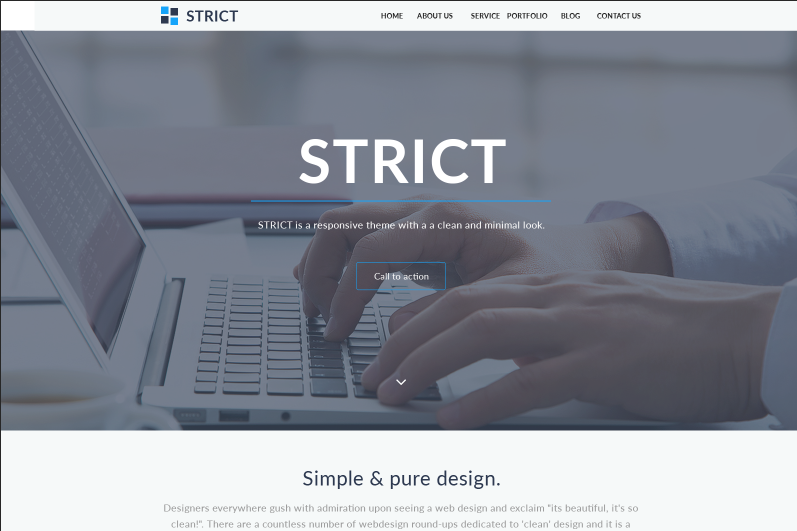 STRICT
HOME ABOUT US SERVICE PORTFOLIO BLOG CONTACT US
STRICT
STRICT is a responsive theme with a a clean and minimal look.
Call to action
Simple & pure design.
Designers everywhere gush with admiration upon seeing a web design and exclaim "its beautiful, it's so
clean!". There are a countless number of webdesign round-ups dedicated to 'clean' design and it is a